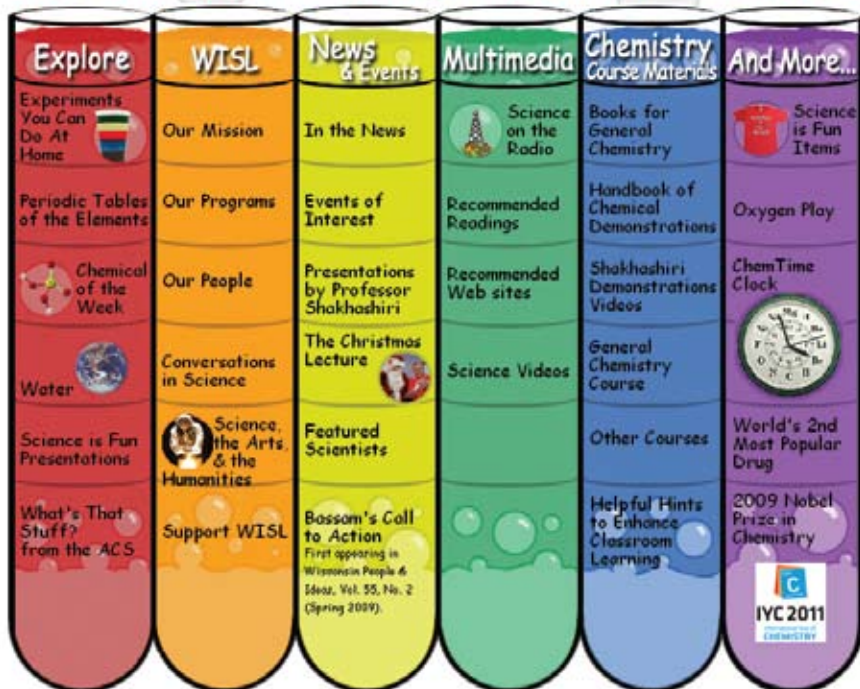 Explore
Experiments
You Can
Do At
Home
Periodic Tables
of the Elements
Chemical
of the
Week
Water
Science is Fun
Presentations
What's That
Stuff?
from the ACS
WISL
Our Mission
Our Programs
Our People
Conversations
in Science
Science,
the Arts,
& the
Humanities
Support WISL
News
& Events
In the News
Events of
Interest
Presentations
by Professor
Shakhashiri
The Christmas
Lecture
Featured
Scientists
Bassam's Call
to Action
First appearing in
Wisconsin People &
Ideas, Vol. 55, No. 2
(Spring 2009).
Multimedia
Science
on the
Radio
Recommended
Readings
Recommended
Web sites
Science Videos
Chemistry
Course Materials
Books for
General
Chemistry
Handbook of
Chemical
Demonstrations
Shakhashiri
Demonstrations
Videos
General
Chemistry
Course
Other Courses
Helpful Hints
to Enhance
Classroom
Learning
And More...
Science
is Fun
Items
Oxygen Play
ChemTime
Clock
World's 2nd
Most Popular
Drug
2009 Nobel
Prize in
Chemistry
C
IYC 2011
CHEMISTRY